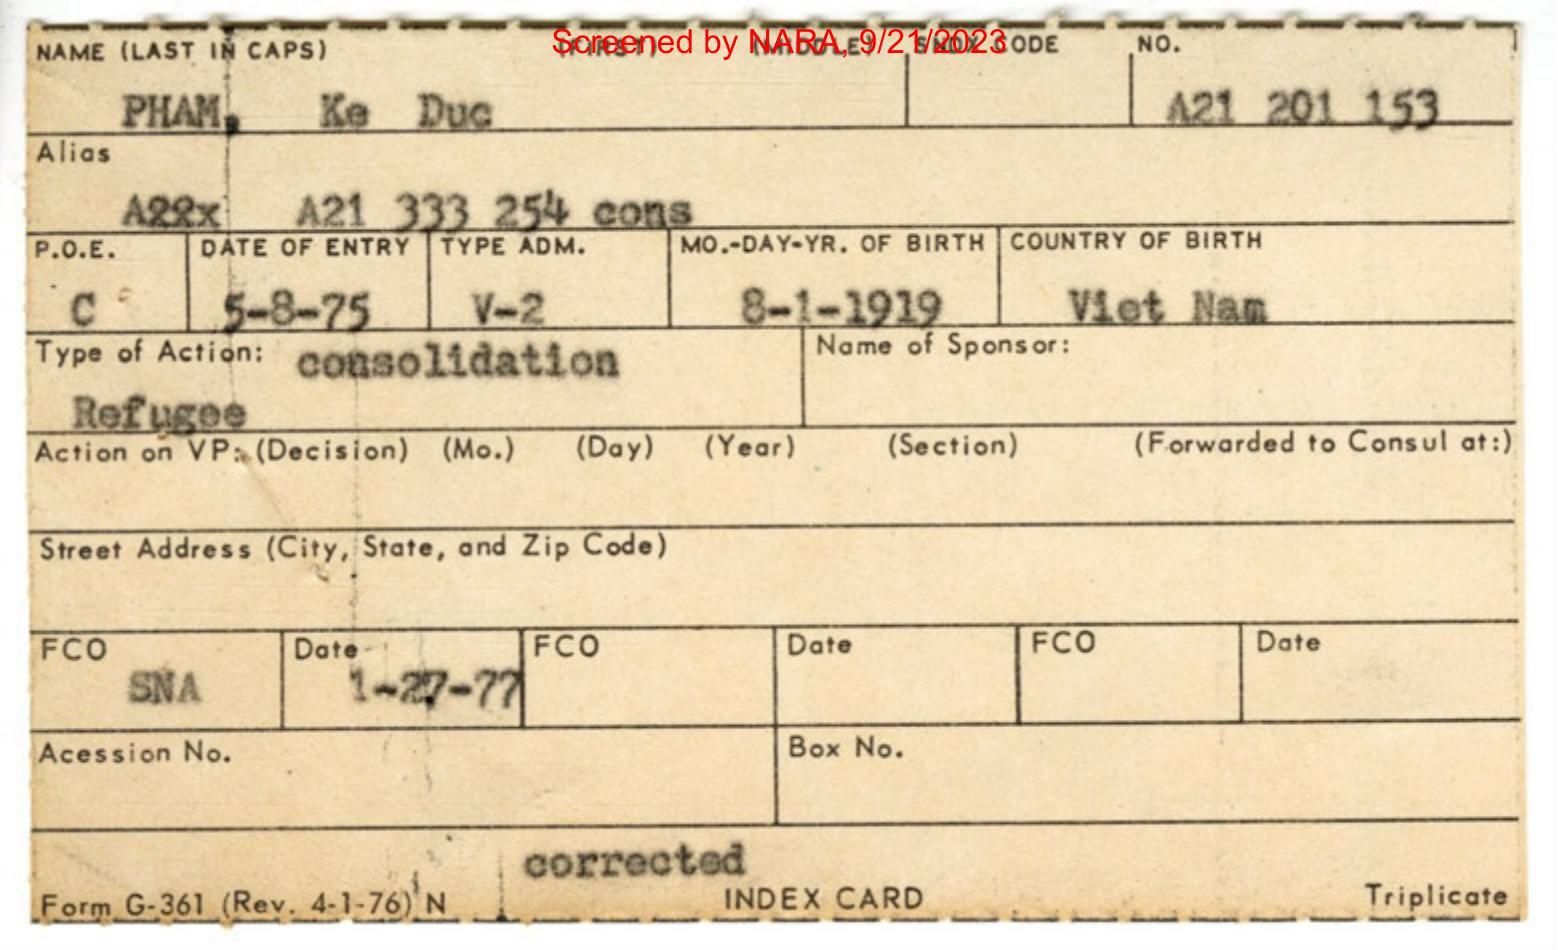 Screened by NARA, 9/21/2023
NAME (LAST IN CAPS) (FIRST) (MIDDLE) SNDX CODE NO.
PHAM, Ke Duc A21 201 153
Alias
A22x A21 333 254 cons
P.O.E. DATE OF ENTRY TYPE ADM. MO.-DAY-YR. OF BIRTH COUNTRY OF BIRTH
C 5-8-75 V-2 8-1-1919 Viet Nam
Type of Action: consolidation Name of Sponsor:
Refugee
Action on VP: (Decision) (Mo.) (Day) (Year) (Section) (Forwarded to Consul at:)
Street Address (City, State, and Zip Code)
FCO Date FCO Date FCO Date
SNA 1-27-77
Acession No. Box No.
corrected
Form G-361 (Rev. 4-1-76) N INDEX CARD Triplicate